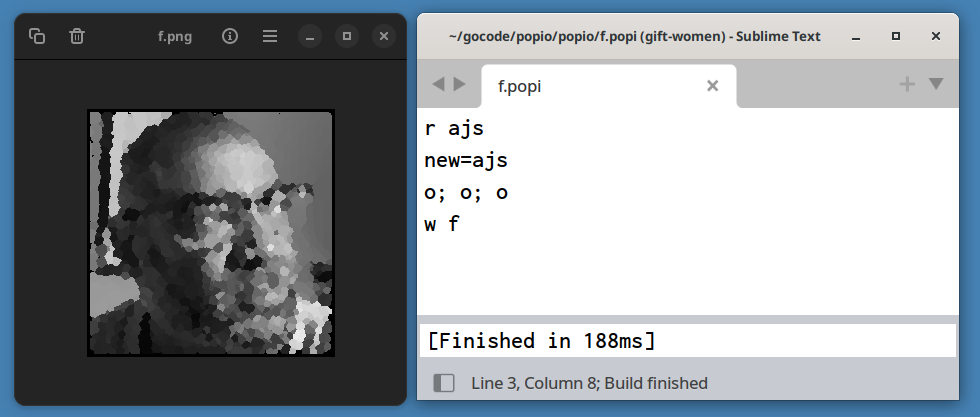 f.png
~/gocode/popio/popio/f.popi (gift-women) - Sublime Text
f.popi
r ajs
new=ajs
o; o; o
w f
[Finished in 188ms]
Line 3, Column 8; Build finished